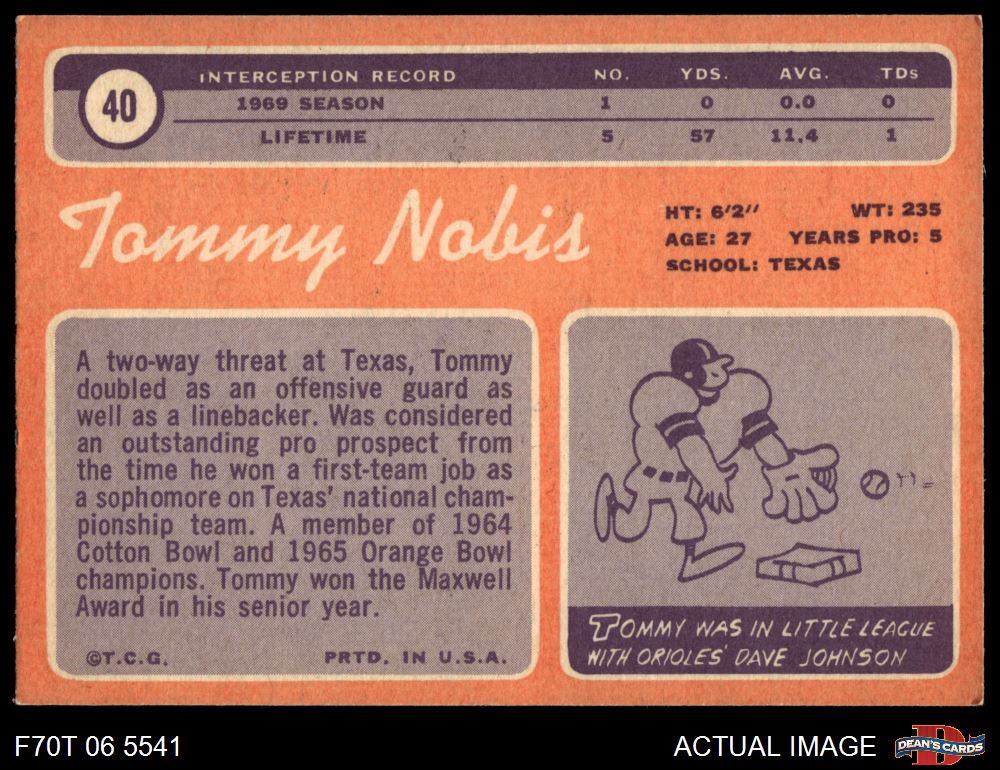 40
INTERCEPTION RECORD NO. YDS. AVG. TDs
1969 SEASON 1 0 0.0 0
LIFETIME 5 57 11.4 1
Tommy Nobis
HT: 6'2" WT: 235
AGE: 27 YEARS PRO: 5
SCHOOL: TEXAS
A two-way threat at Texas, Tommy
doubled as an offensive guard as
well as a linebacker. Was considered
an outstanding pro prospect from
the time he won a first-team job as
a sophomore on Texas' national cham-
pionship team. A member of 1964
Cotton Bowl and 1965 Orange Bowl
champions. Tommy won the Maxwell
Award in his senior year.
©T.C.G. PRTD. IN U.S.A.
TOMMY WAS IN LITTLE LEAGUE
WITH ORIOLES' DAVE JOHNSON
F70T 06 5541
ACTUAL IMAGE
D
DEAN'S CARDS